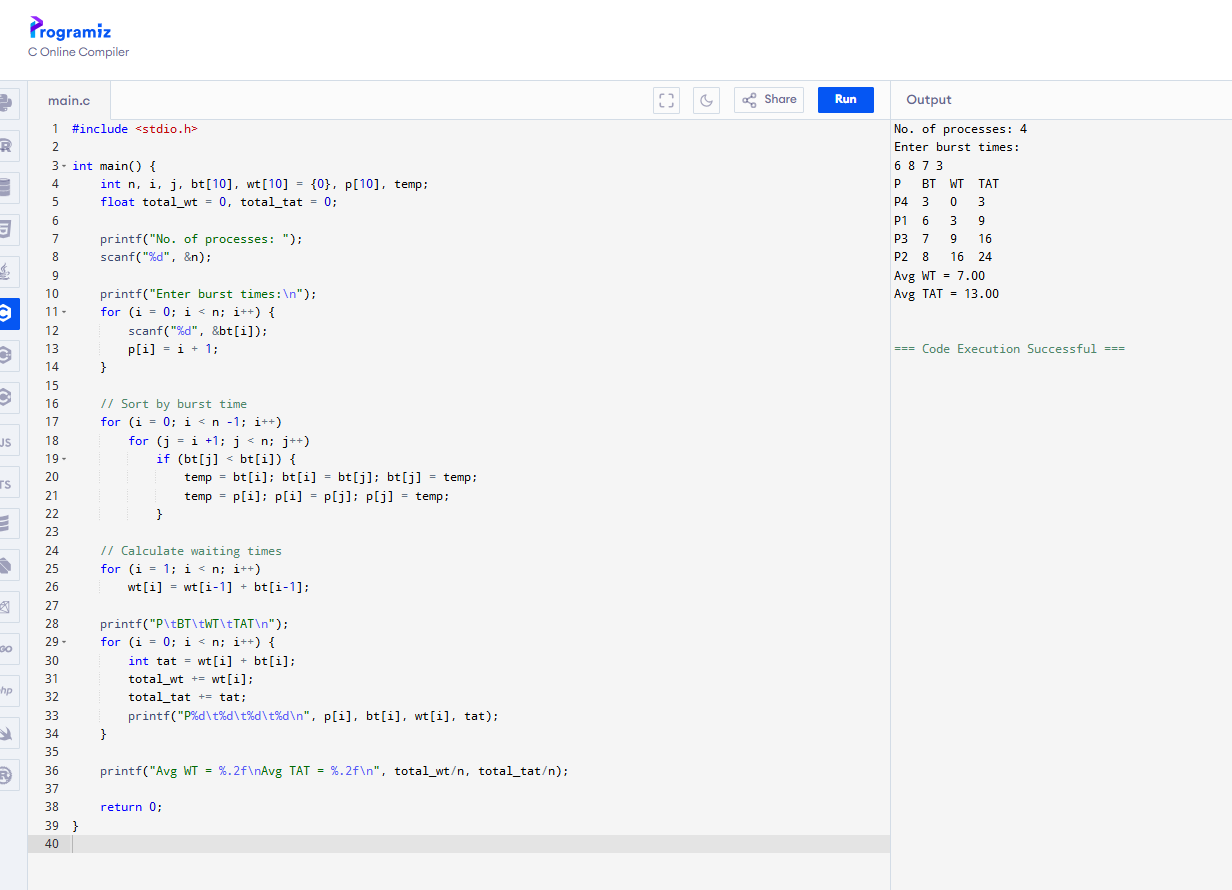 Programiz
C Online Compiler
main.c
Share
Run
Output
1 #include <stdio.h>
2
3 int main() {
4     int n, i, j, bt[10], wt[10] = {0}, p[10], temp;
5     float total_wt = 0, total_tat = 0;
6
7     printf("No. of processes: ");
8     scanf("%d", &n);
9
10     printf("Enter burst times:\n");
11     for (i = 0; i < n; i++) {
12         scanf("%d", &bt[i]);
13         p[i] = i + 1;
14     }
15
16     // Sort by burst time
17     for (i = 0; i < n -1; i++)
18         for (j = i +1; j < n; j++)
19             if (bt[j] < bt[i]) {
20                 temp = bt[i]; bt[i] = bt[j]; bt[j] = temp;
21                 temp = p[i]; p[i] = p[j]; p[j] = temp;
22             }
23
24     // Calculate waiting times
25     for (i = 1; i < n; i++)
26         wt[i] = wt[i-1] + bt[i-1];
27
28     printf("P\tBT\tWT\tTAT\n");
29     for (i = 0; i < n; i++) {
30         int tat = wt[i] + bt[i];
31         total_wt += wt[i];
32         total_tat += tat;
33         printf("P%d\t%d\t%d\t%d\n", p[i], bt[i], wt[i], tat);
34     }
35
36     printf("Avg WT = %.2f\nAvg TAT = %.2f\n", total_wt/n, total_tat/n);
37
38     return 0;
39 }
40
No. of processes: 4
Enter burst times:
6 8 7 3
P   BT  WT  TAT
P4  3   0   3
P1  6   3   9
P3  7   9   16
P2  8   16  24
Avg WT = 7.00
Avg TAT = 13.00
=== Code Execution Successful ===
R
JS
TS
GO
php